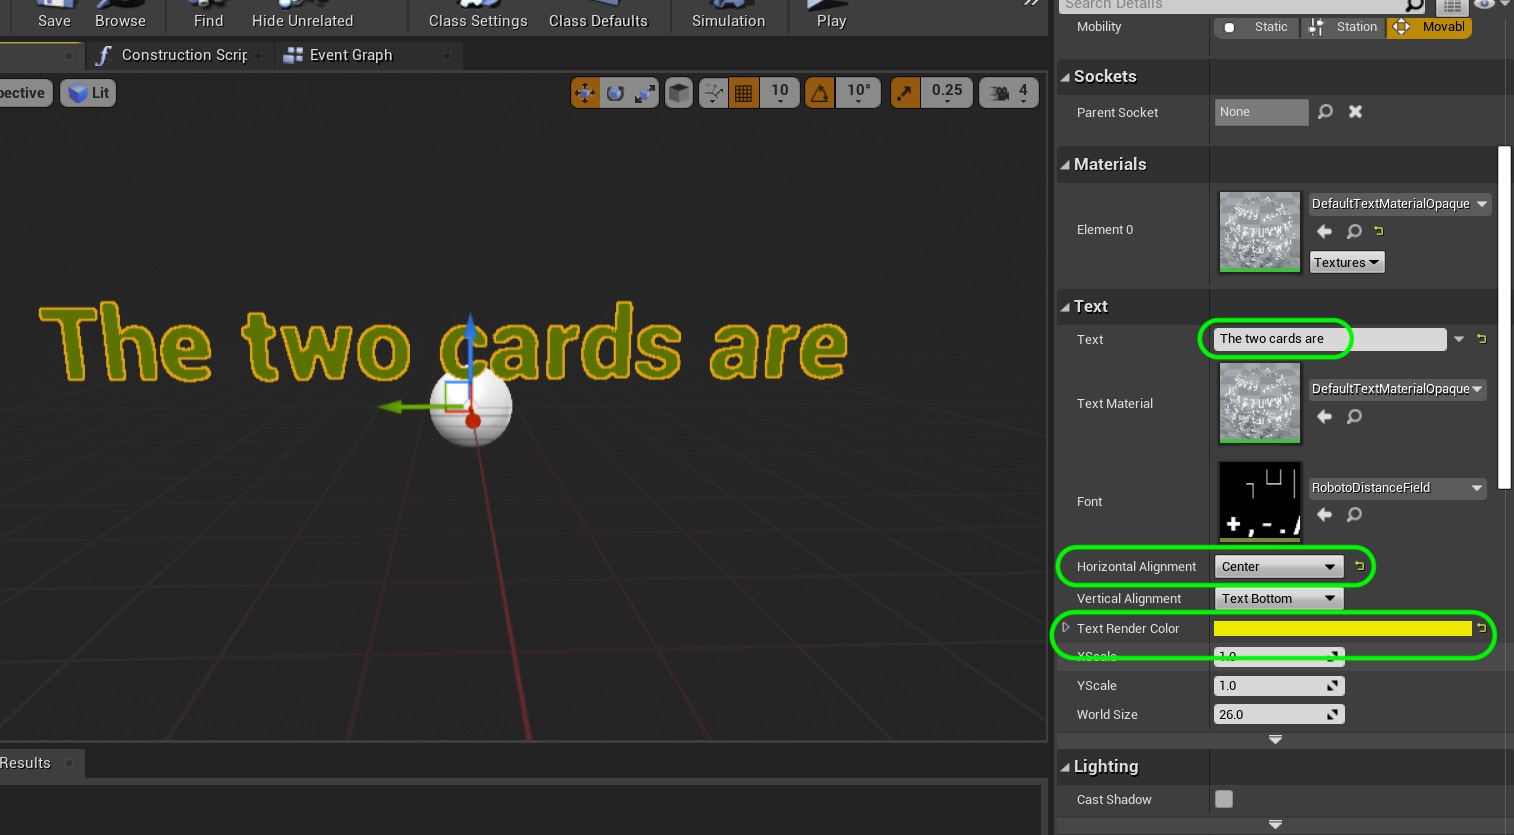 Save Browse Find Hide Unrelated Class Settings Class Defaults Simulation Play
Construction Scrip Event Graph
pective Lit 10 10° 0.25 4
The two cards are
Results
Search Details
Mobility Static Station Movabl
Sockets
Parent Socket None
Materials
Element 0 DefaultTextMaterialOpaque
Textures
Text
Text The two cards are
Text Material DefaultTextMaterialOpaque
Font RobotoDistanceField
+,-./
Horizontal Alignment Center
Vertical Alignment Text Bottom
Text Render Color
XScale 1.0
YScale 1.0
World Size 26.0
Lighting
Cast Shadow